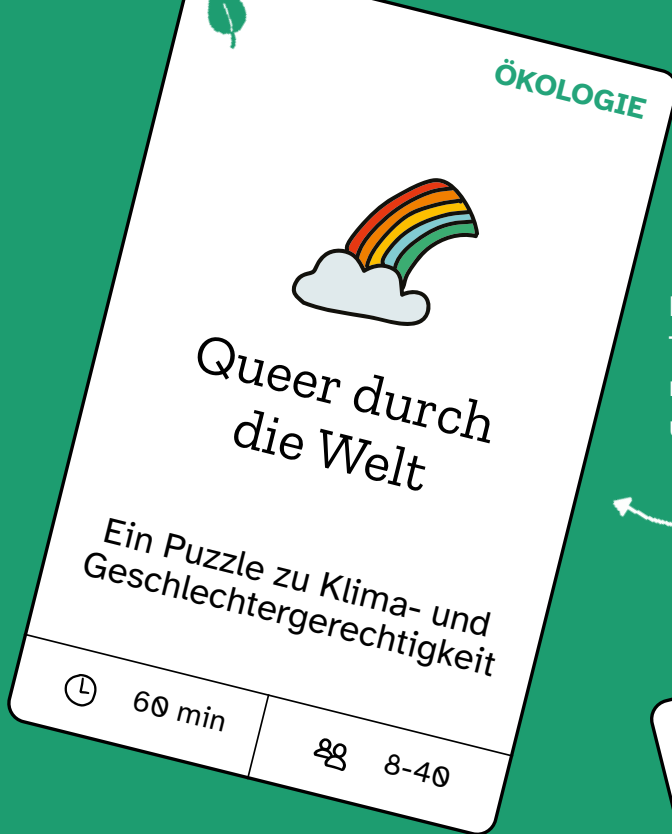 ÖKOLOGIE
Queer durch
die Welt
Ein Puzzle zu Klima- und
Geschlechtergerechtigkeit
60 min
8-40